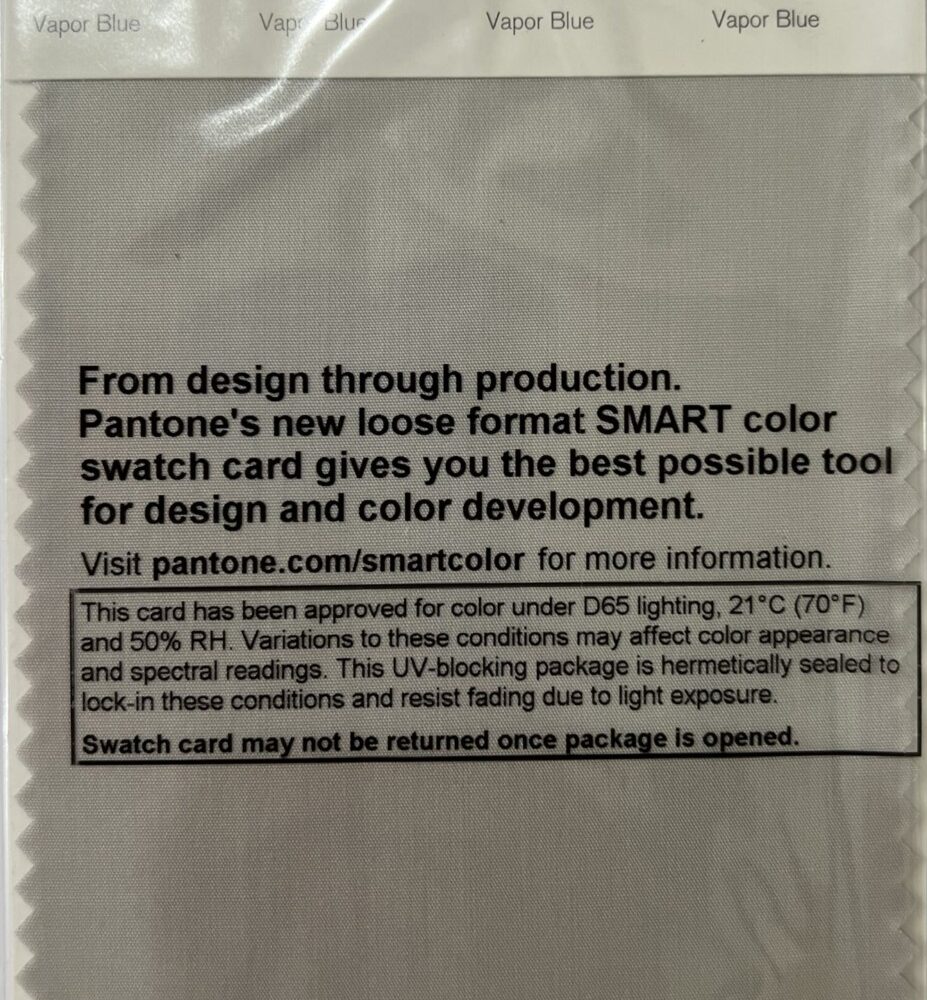 Vapor Blue Vapor Blue Vapor Blue Vapor Blue
From design through production.
Pantone's new loose format SMART color
swatch card gives you the best possible tool
for design and color development.
Visit pantone.com/smartcolor for more information.
This card has been approved for color under D65 lighting, 21°C (70°F)
and 50% RH. Variations to these conditions may affect color appearance
and spectral readings. This UV-blocking package is hermetically sealed to
lock-in these conditions and resist fading due to light exposure.
Swatch card may not be returned once package is opened.